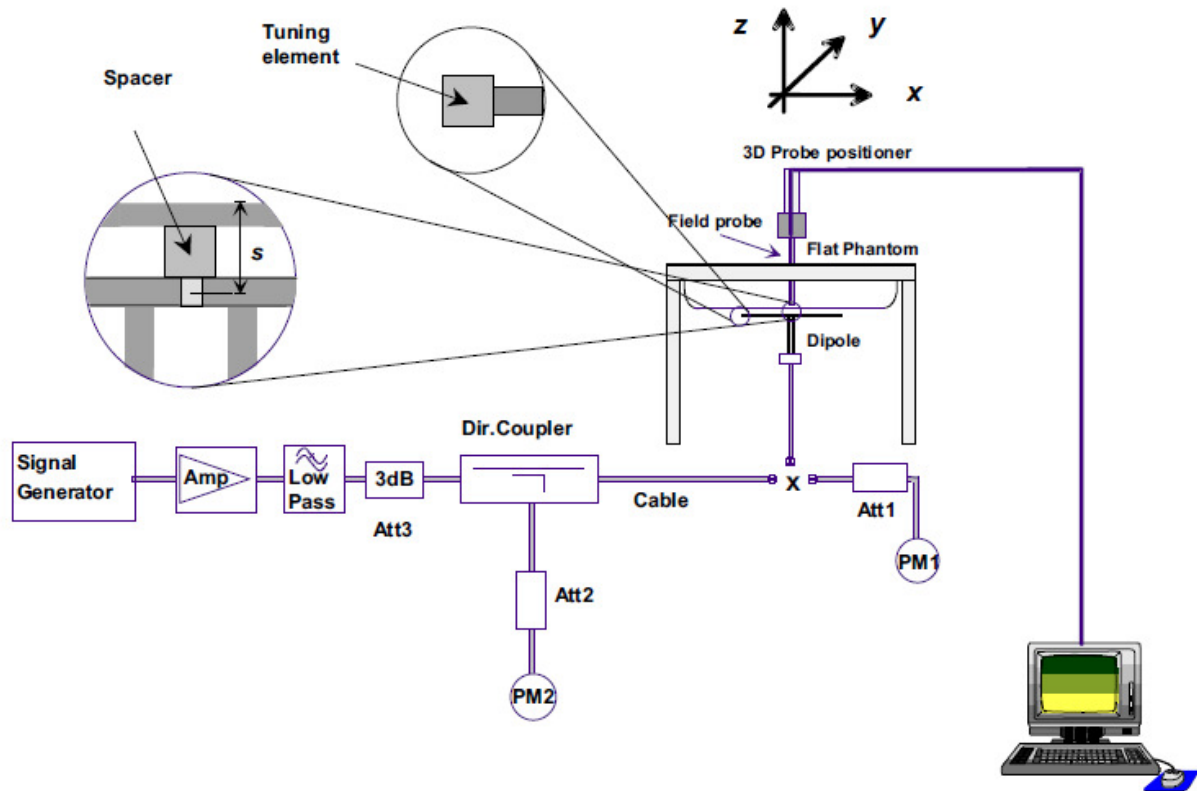 Tuning
element
z
y
x
Spacer
3D Probe positioner
Field probe
Flat Phantom
s
Dipole
Dir.Coupler
Signal
Generator
Amp
Low
Pass
3dB
Att3
Cable
x
Att1
PM1
Att2
PM2